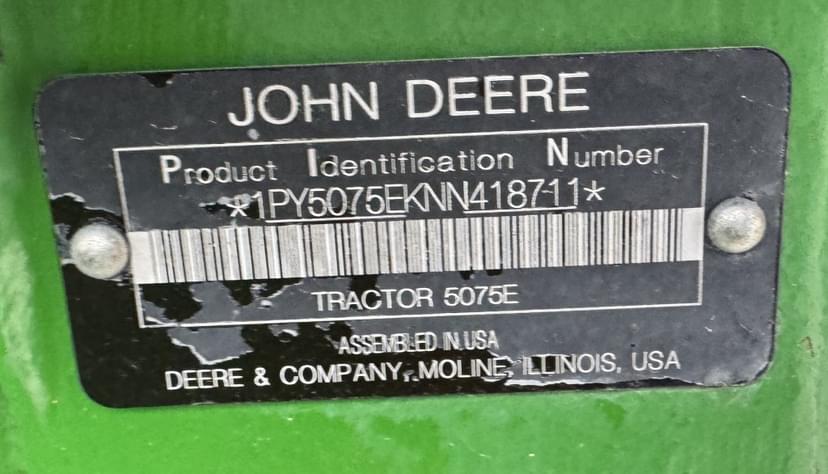 JOHN DEERE
Product Identification Number
*1PY5075EKNN418711*
TRACTOR 5075E
ASSEMBLED IN USA
DEERE & COMPANY, MOLINE, ILLINOIS, USA